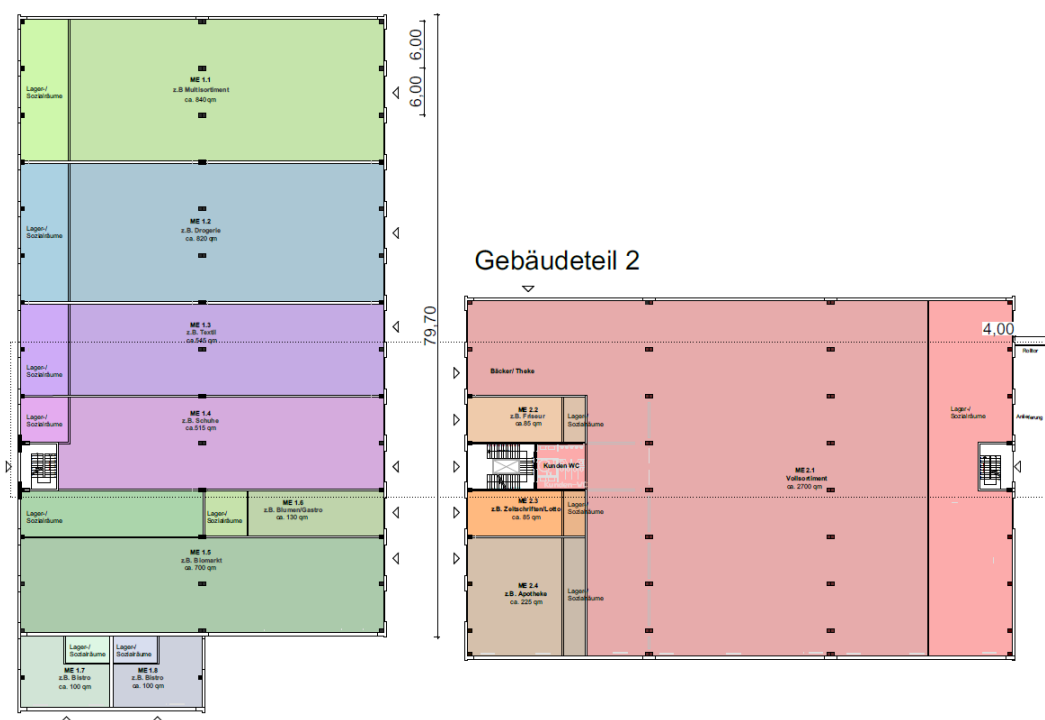 ME 1.1
z.B Multisortiment
ca. 840 qm
Lager-/
Sozialräume
6,00
6,00
ME 1.2
z.B. Drogerie
ca. 820 qm
Lager-/
Sozialräume
79,70
ME 1.3
z.B. Textil
ca.545 qm
Lager-/
Sozialräume
ME 1.4
z.B. Schuhe
ca.515 qm
Lager-/
Sozialräume
ME 1.6
z.B. Blumen/Gastro
ca. 130 qm
Lager-/
Sozialräume
Lager-/
Sozialräume
ME 1.5
z.B. Biomarkt
ca. 700 qm
Lager-/
Sozialräume
ME 1.7
z.B. Bistro
ca. 100 qm
Lager-/
Sozialräume
ME 1.8
z.B. Bistro
ca. 100 qm
Gebäudeteil 2
4,00
Rolltor
Anlieferung
Bäcker/ Theke
ME 2.2
z.B. Friseur
ca.85 qm
Lager-/
Sozialräume
Lager-/
Sozialräume
Kunden WC
ME 2.1
Vollsortiment
ca. 2700 qm
ME 2.3
z.B. Zeitschriften/Lotto
ca. 85 qm
Lager-/
Sozialräume
ME 2.4
z.B. Apotheke
ca. 225 qm
Lager-/
Sozialräume